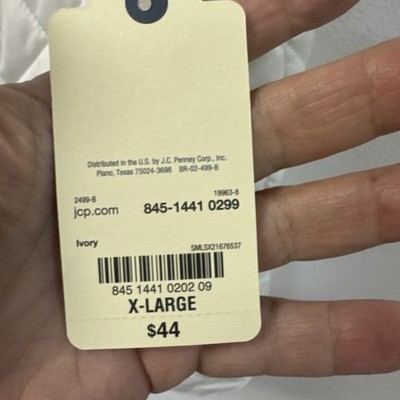 Distributed in the U.S. by J.C. Penney Corp., Inc.
Plano, Texas 75024-3698 BR-02-499-B
2499-B 19963-8
jcp.com 845-1441 0299
Ivory SMLSX21676537
845 1441 0202 09
X-LARGE
$44